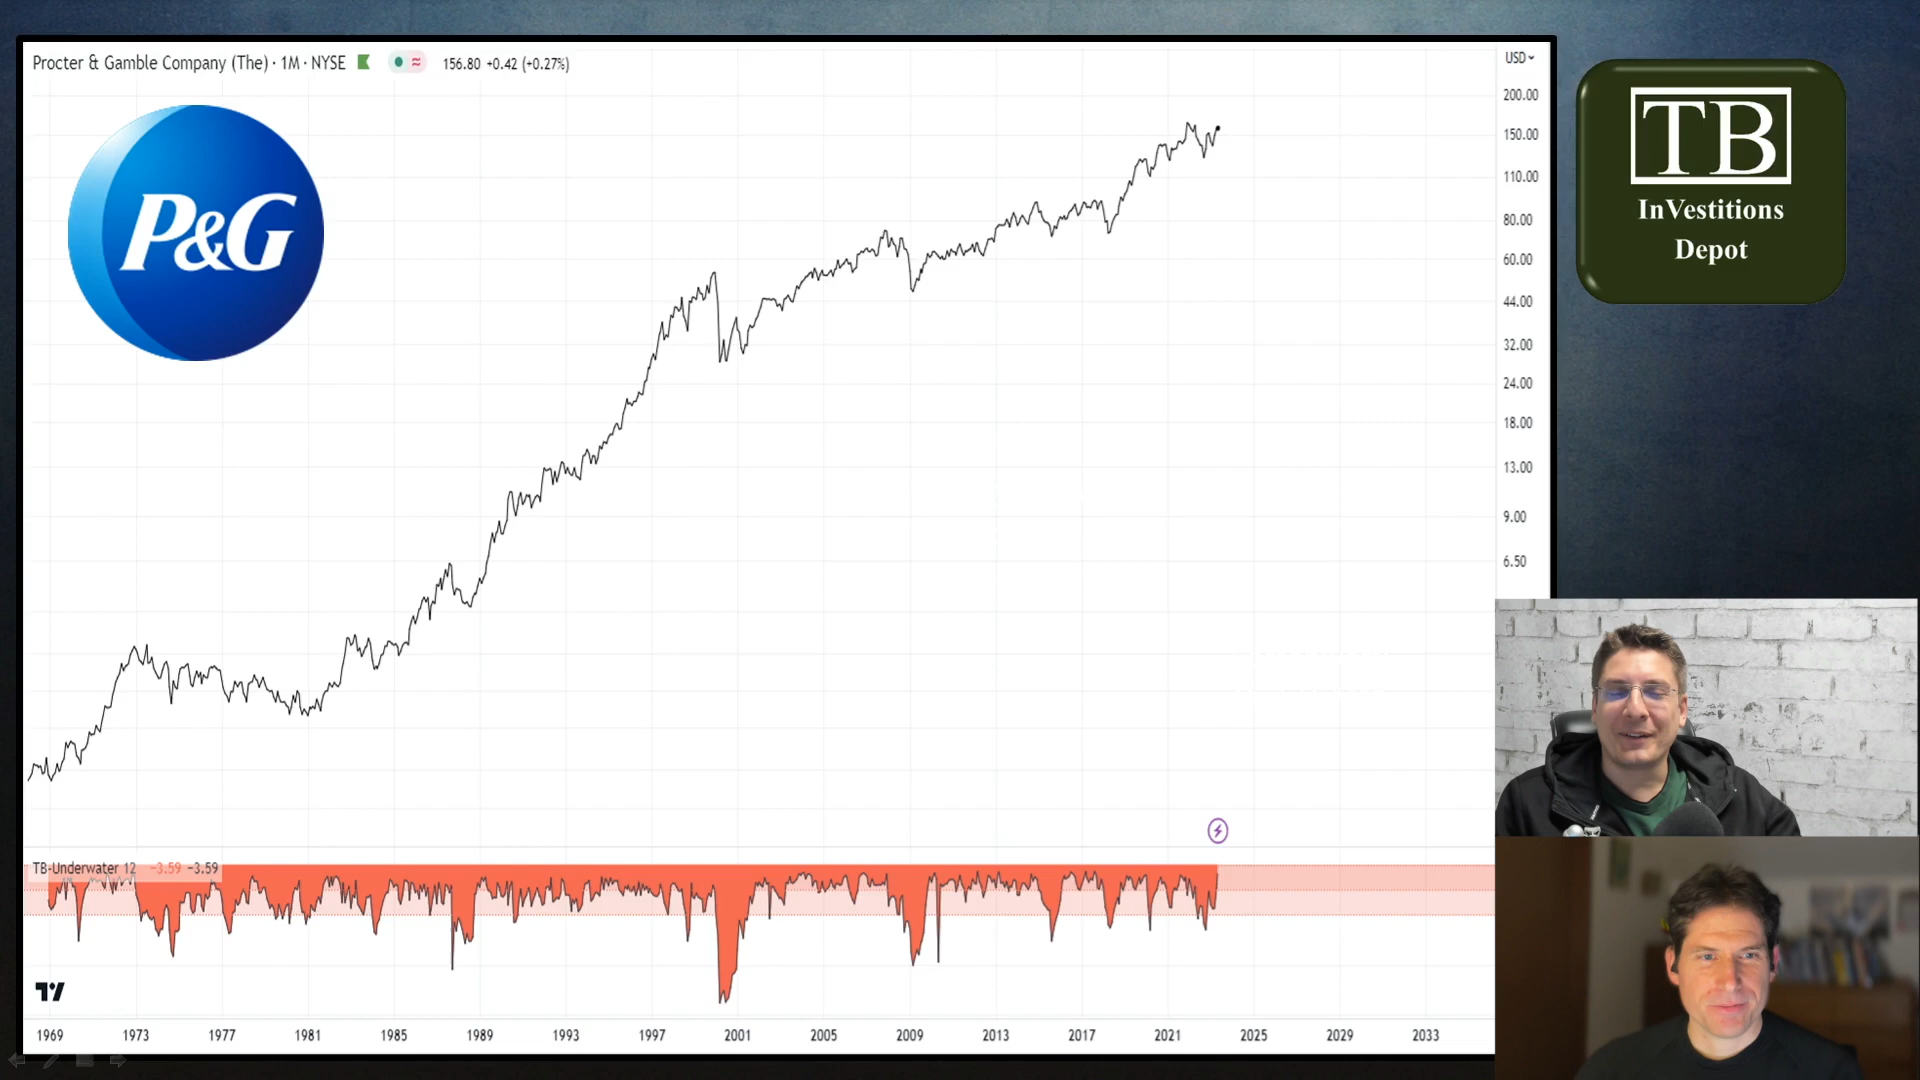 Procter & Gamble Company (The) · 1M · NYSE
≈
156.80 +0.42 (+0.27%)
USD
200.00
150.00
110.00
80.00
60.00
44.00
32.00
24.00
18.00
13.00
9.00
6.50
P&G
TB
InVestitions
Depot
TB-Underwater 12 −3.59 −3.59
TV
1969 1973 1977 1981 1985 1989 1993 1997 2001 2005 2009 2013 2017 2021 2025 2029 2033